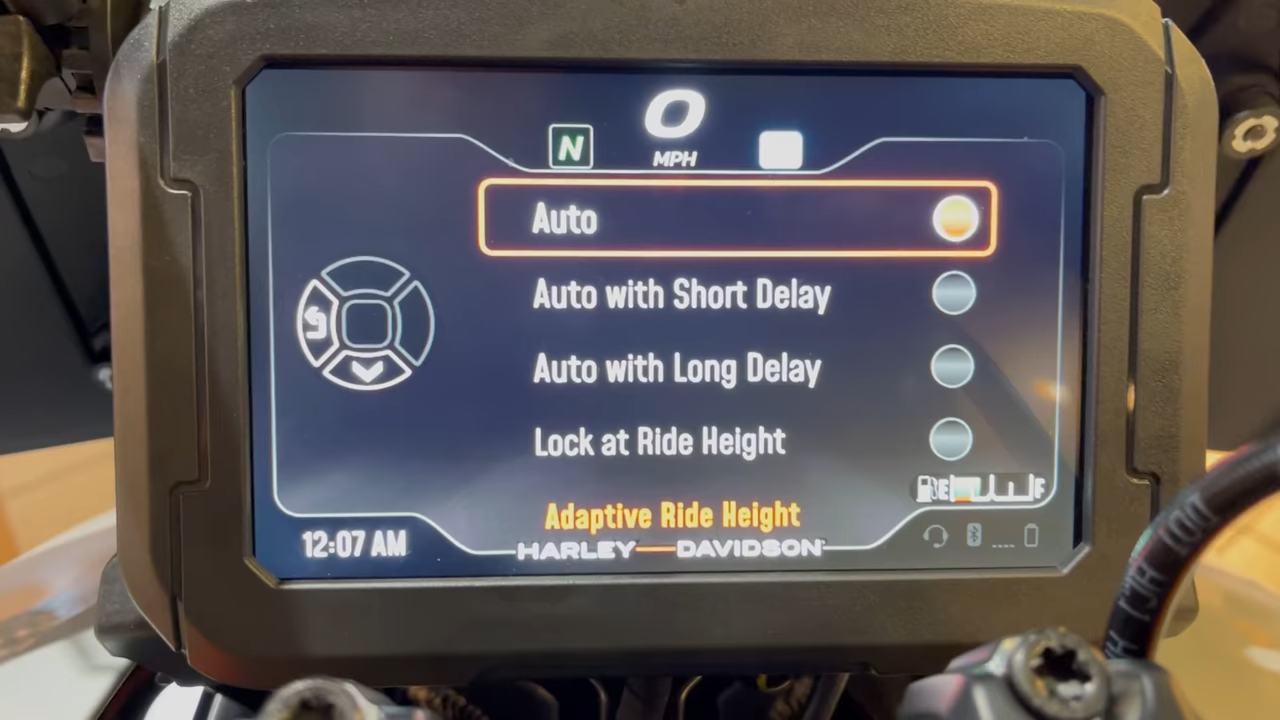 0
N
MPH
Auto
Auto with Short Delay
Auto with Long Delay
Lock at Ride Height
E F
Adaptive Ride Height
12:07 AM
HARLEY-DAVIDSON